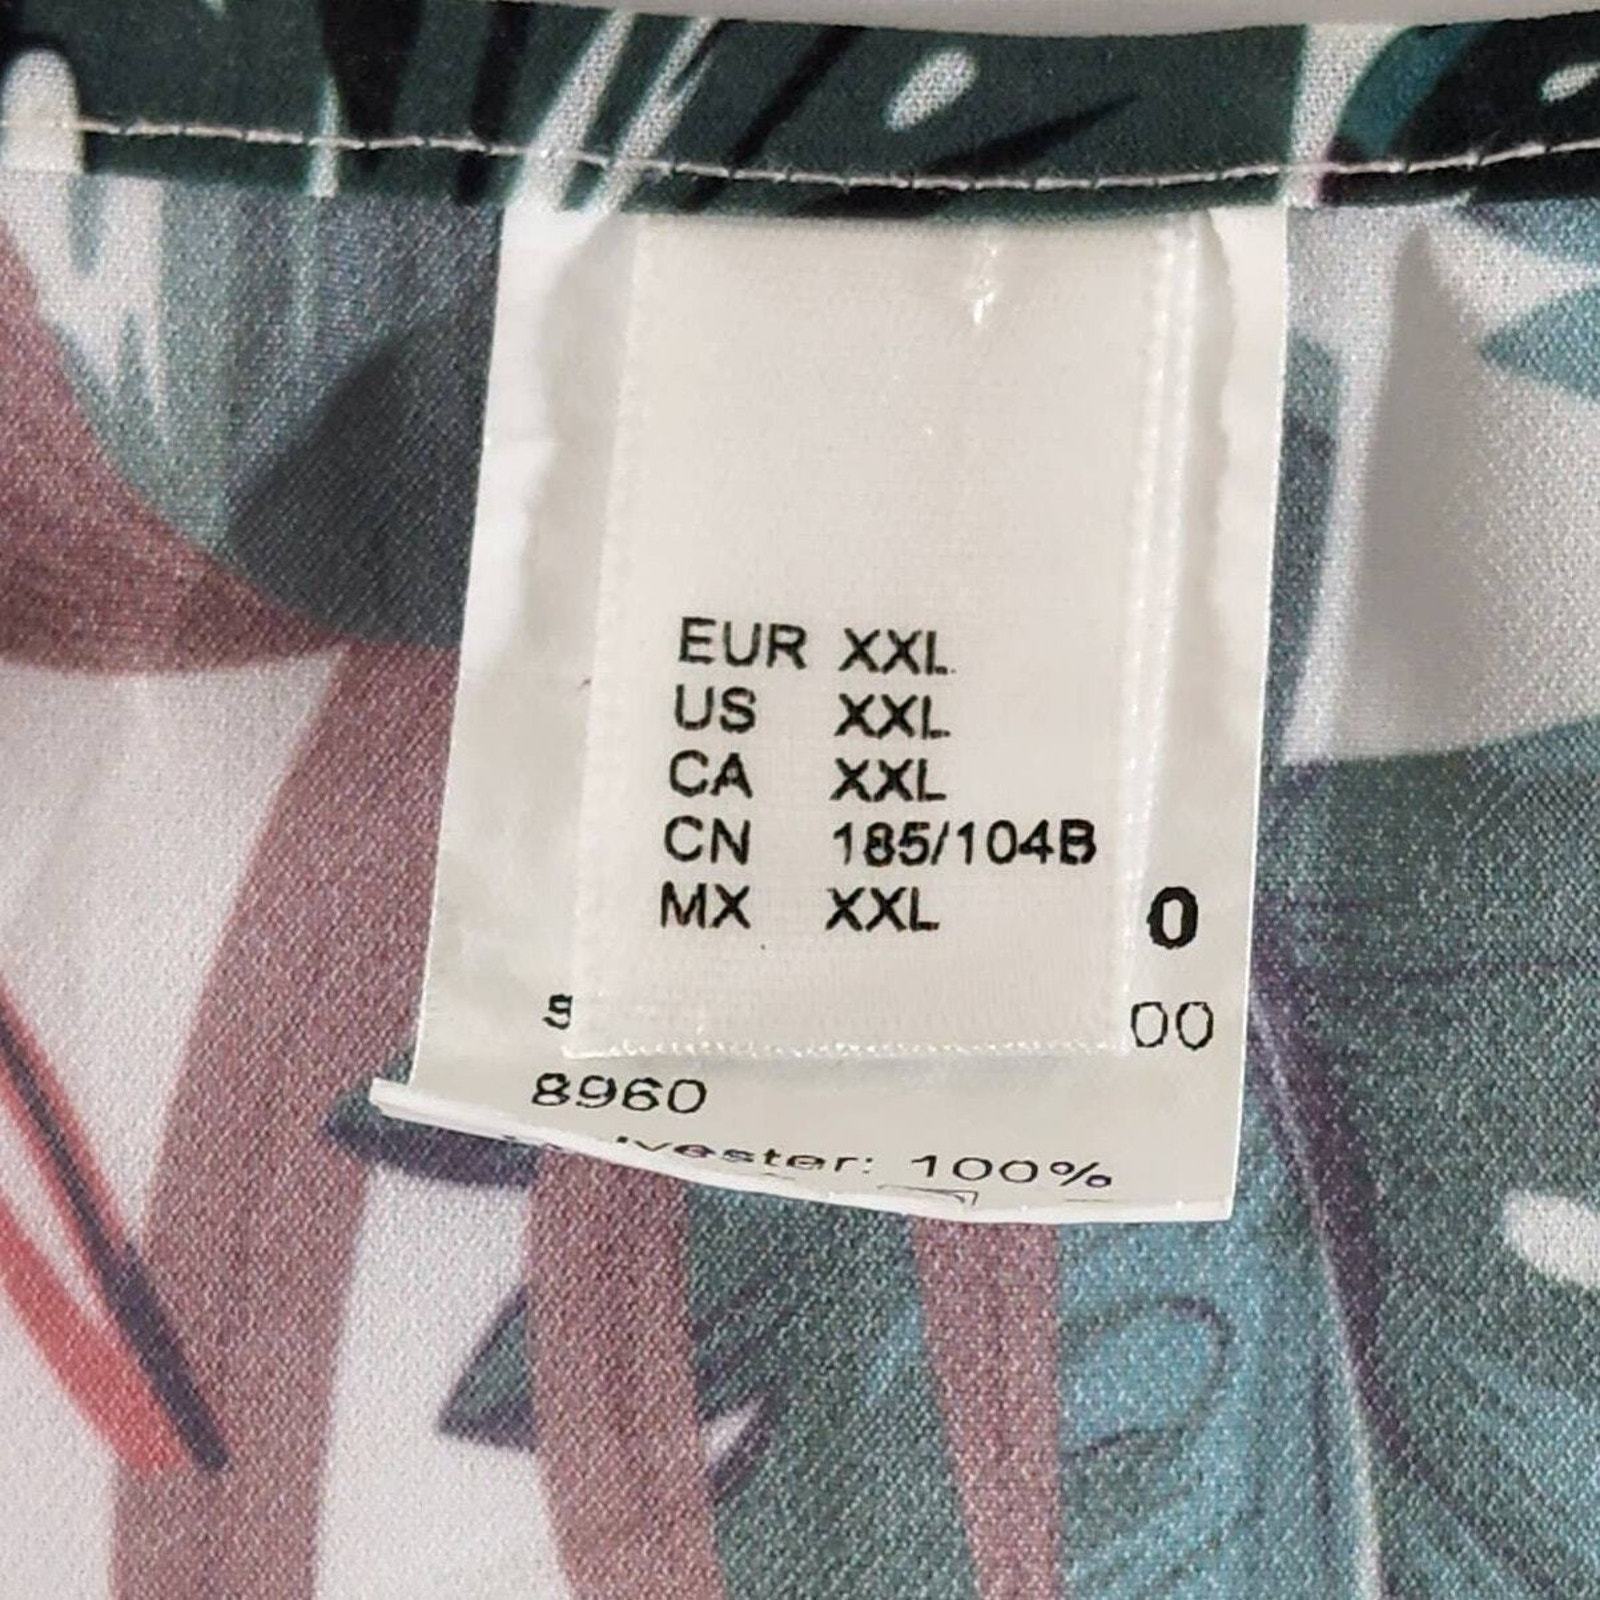 EUR XXL
US XXL
CA XXL
CN 185/104B
MX XXL
0
00
8960
100%